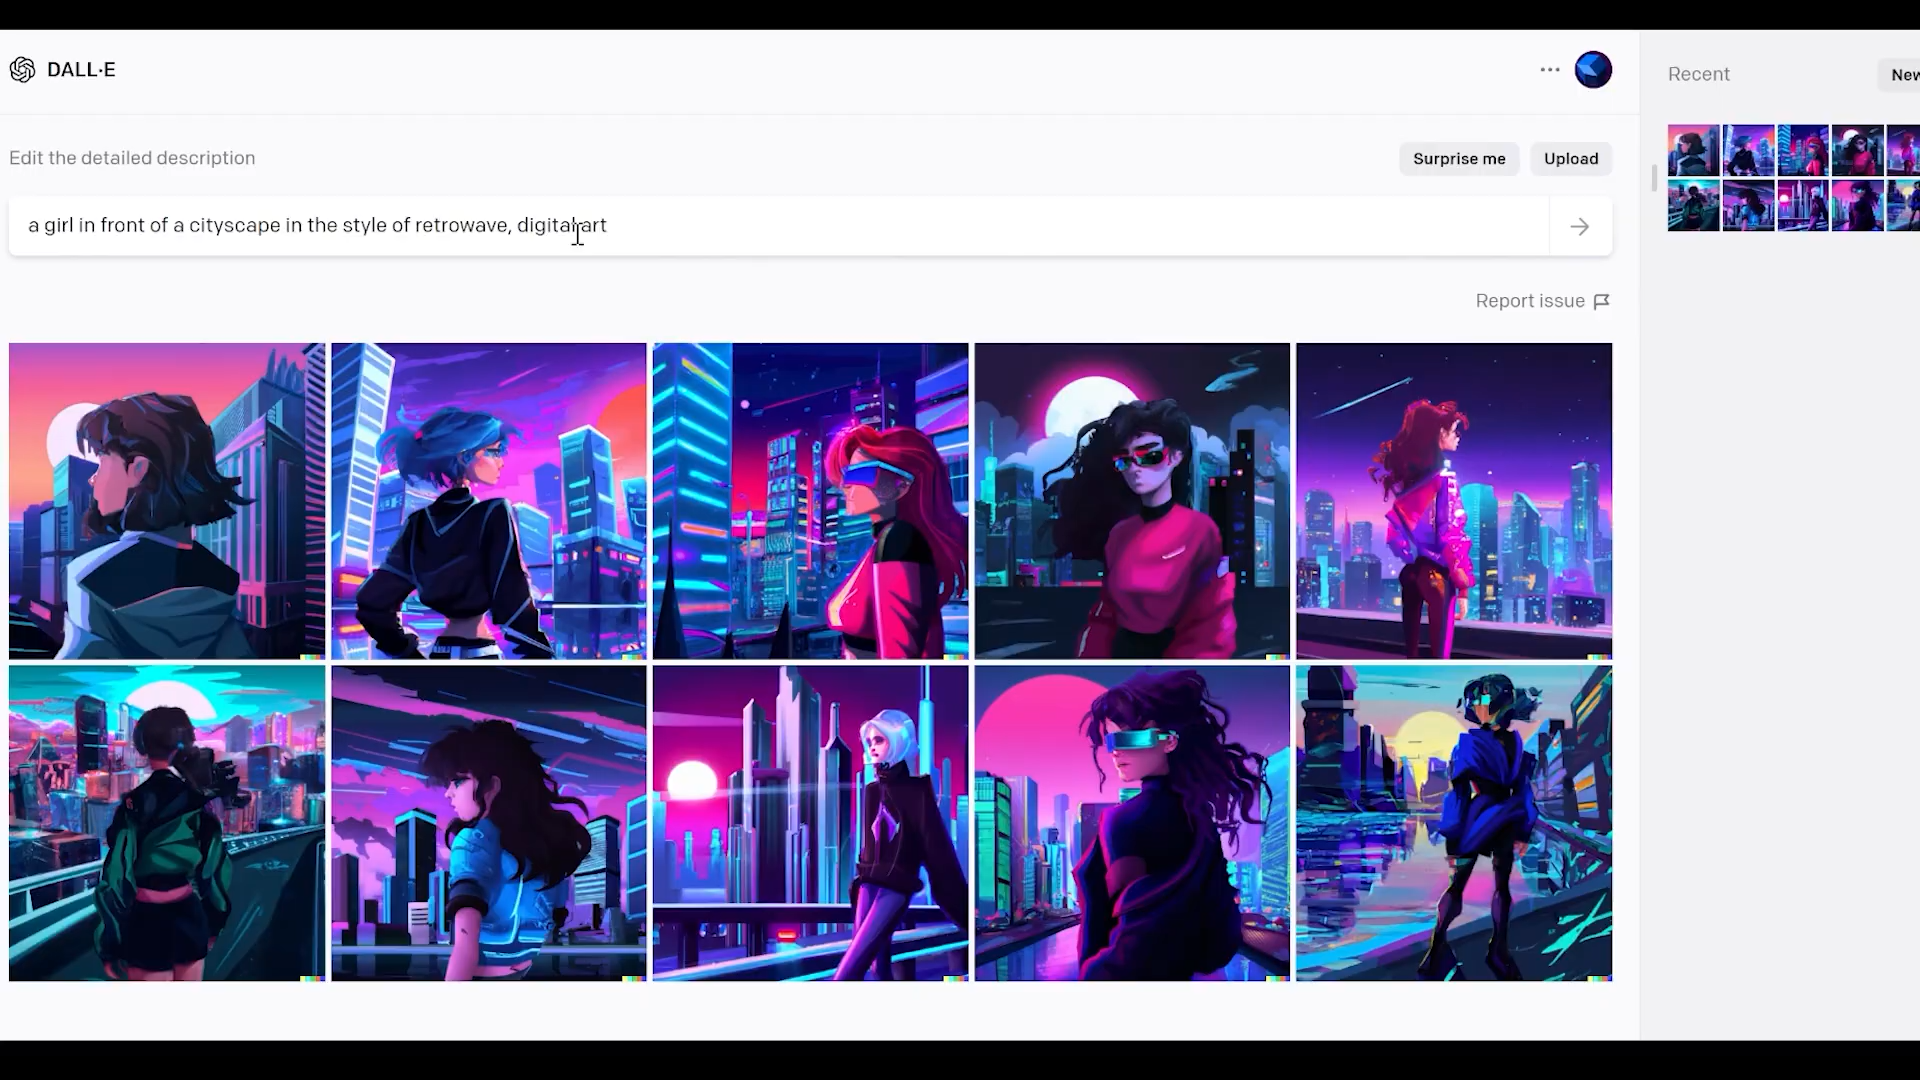 DALL·E
Recent
New
Edit the detailed description
Surprise me
Upload
a girl in front of a cityscape in the style of retrowave, digital art
Report issue